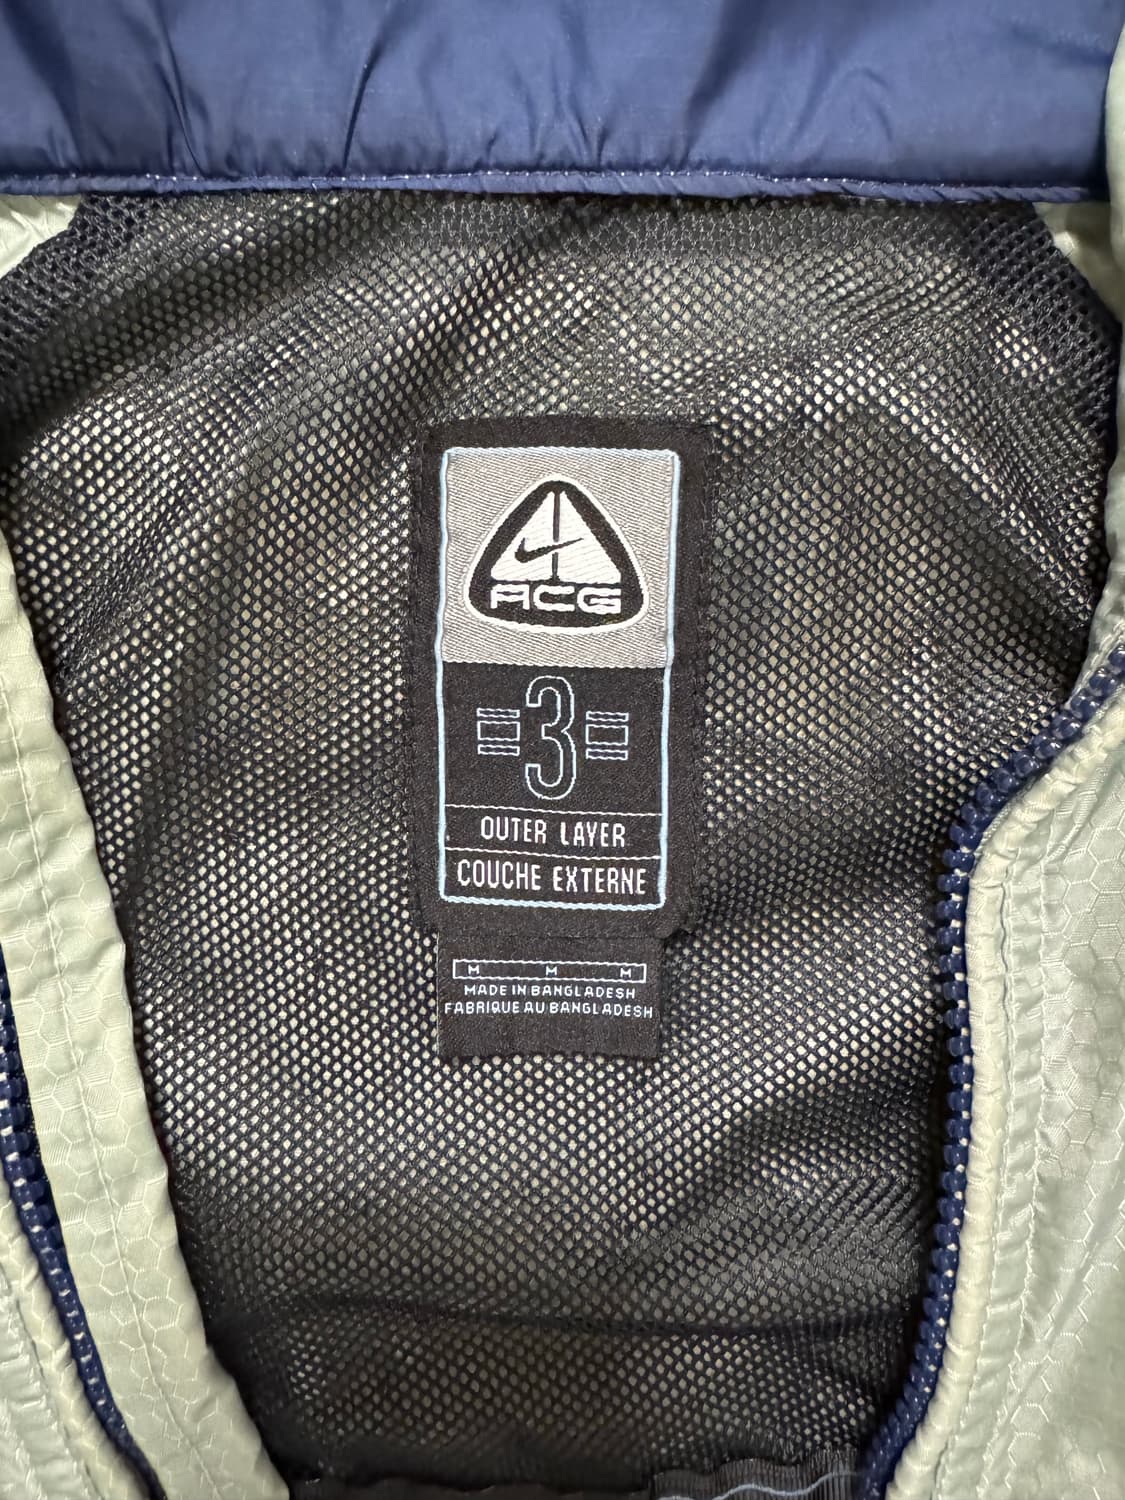 ACG
3
OUTER LAYER
COUCHE EXTERNE
M M M
MADE IN BANGLADESH
FABRIQUE AU BANGLADESH